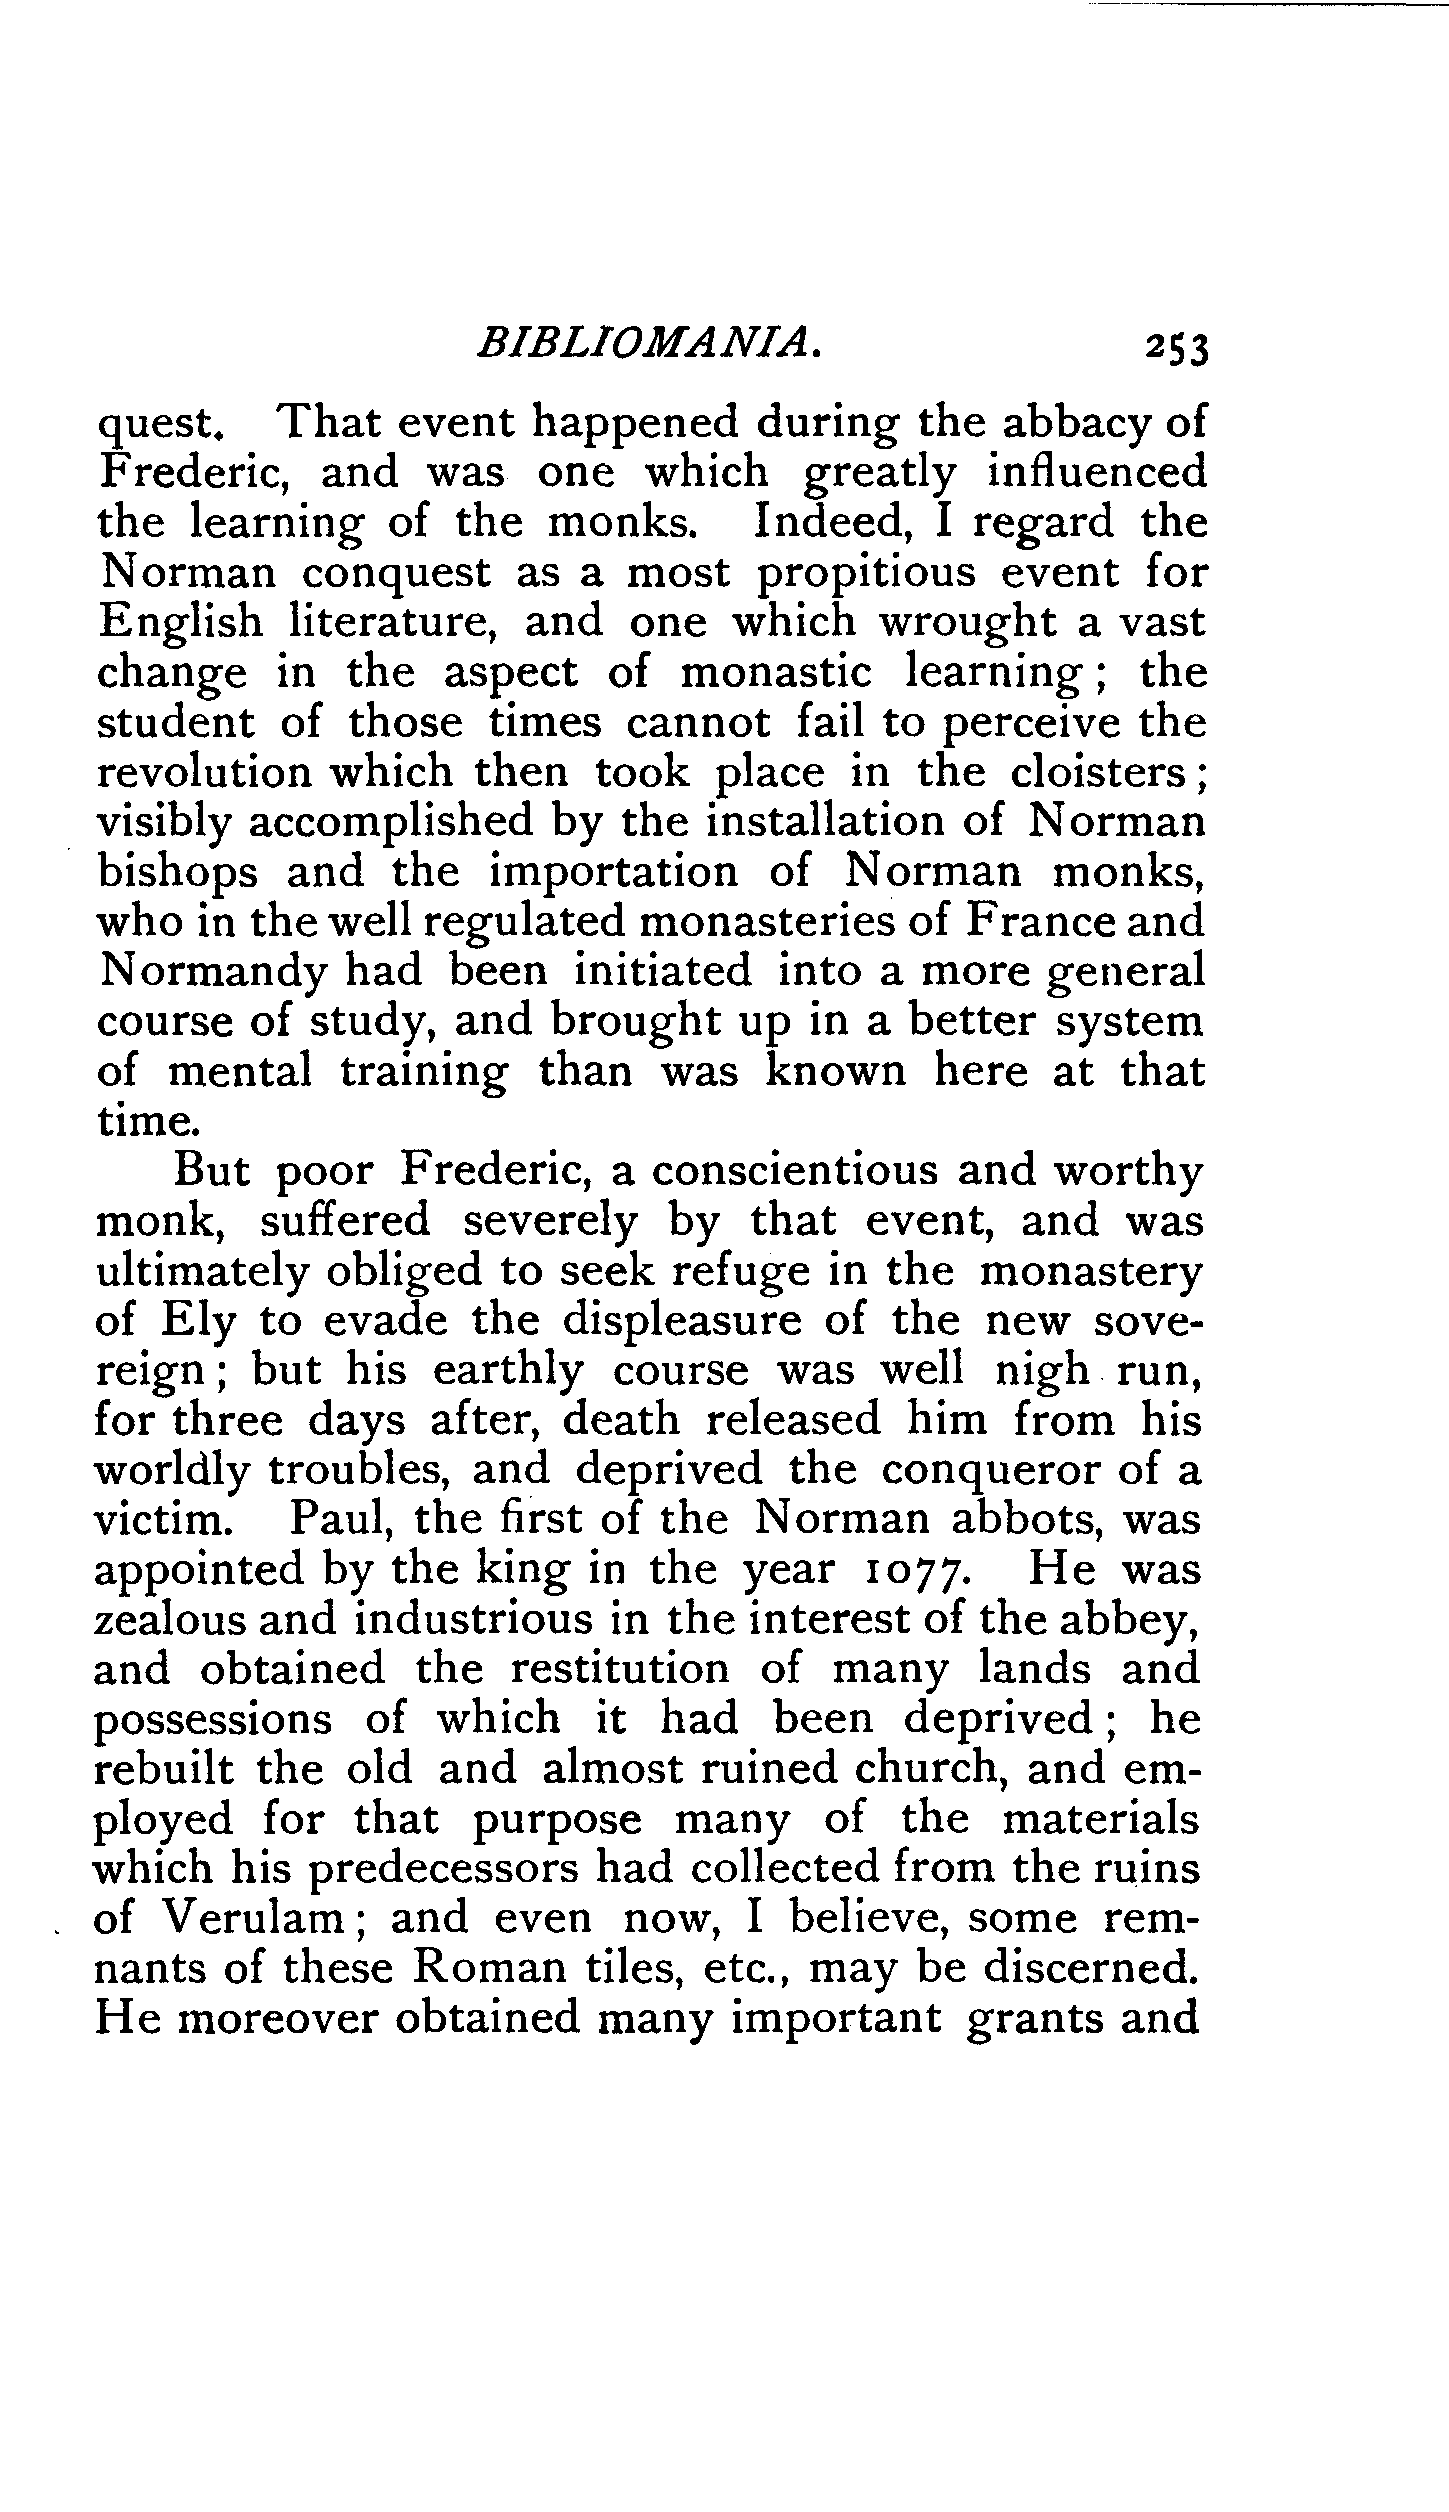 BIBLIOMANIA. 253
quest. That event happened during the abbacy of
Frederic, and was one which greatly influenced
the learning of the monks. Indeed, I regard the
Norman conquest as a most propitious event for
English literature, and one which wrought a vast
change in the aspect of monastic learning ; the
student of those times cannot fail to perceive the
revolution which then took place in the cloisters ;
visibly accomplished by the installation of Norman
bishops and the importation of Norman monks,
who in the well regulated monasteries of France and
Normandy had been initiated into a more general
course of study, and brought up in a better system
of mental training than was known here at that
time.
But poor Frederic, a conscientious and worthy
monk, suffered severely by that event, and was
ultimately obliged to seek refuge in the monastery
of Ely to evade the displeasure of the new sove-
reign ; but his earthly course was well nigh run,
for three days after, death released him from his
worldly troubles, and deprived the conqueror of a
victim. Paul, the first of the Norman abbots, was
appointed by the king in the year 1077. He was
zealous and industrious in the interest of the abbey,
and obtained the restitution of many lands and
possessions of which it had been deprived ; he
rebuilt the old and almost ruined church, and em-
ployed for that purpose many of the materials
which his predecessors had collected from the ruins
of Verulam ; and even now, I believe, some rem-
nants of these Roman tiles, etc., may be discerned.
He moreover obtained many important grants and